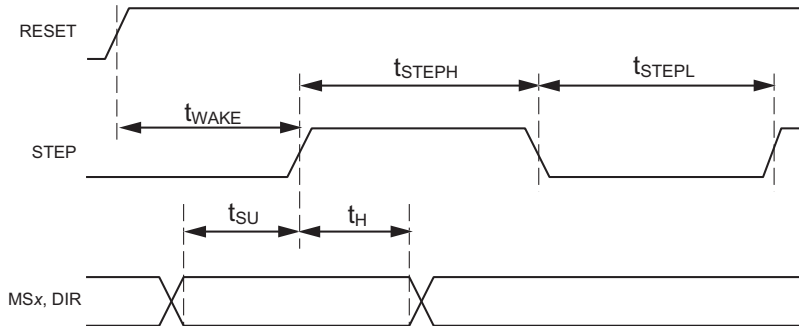 RESET
tSTEPH
tSTEPL
tWAKE
STEP
tSU
tH
MSx, DIR